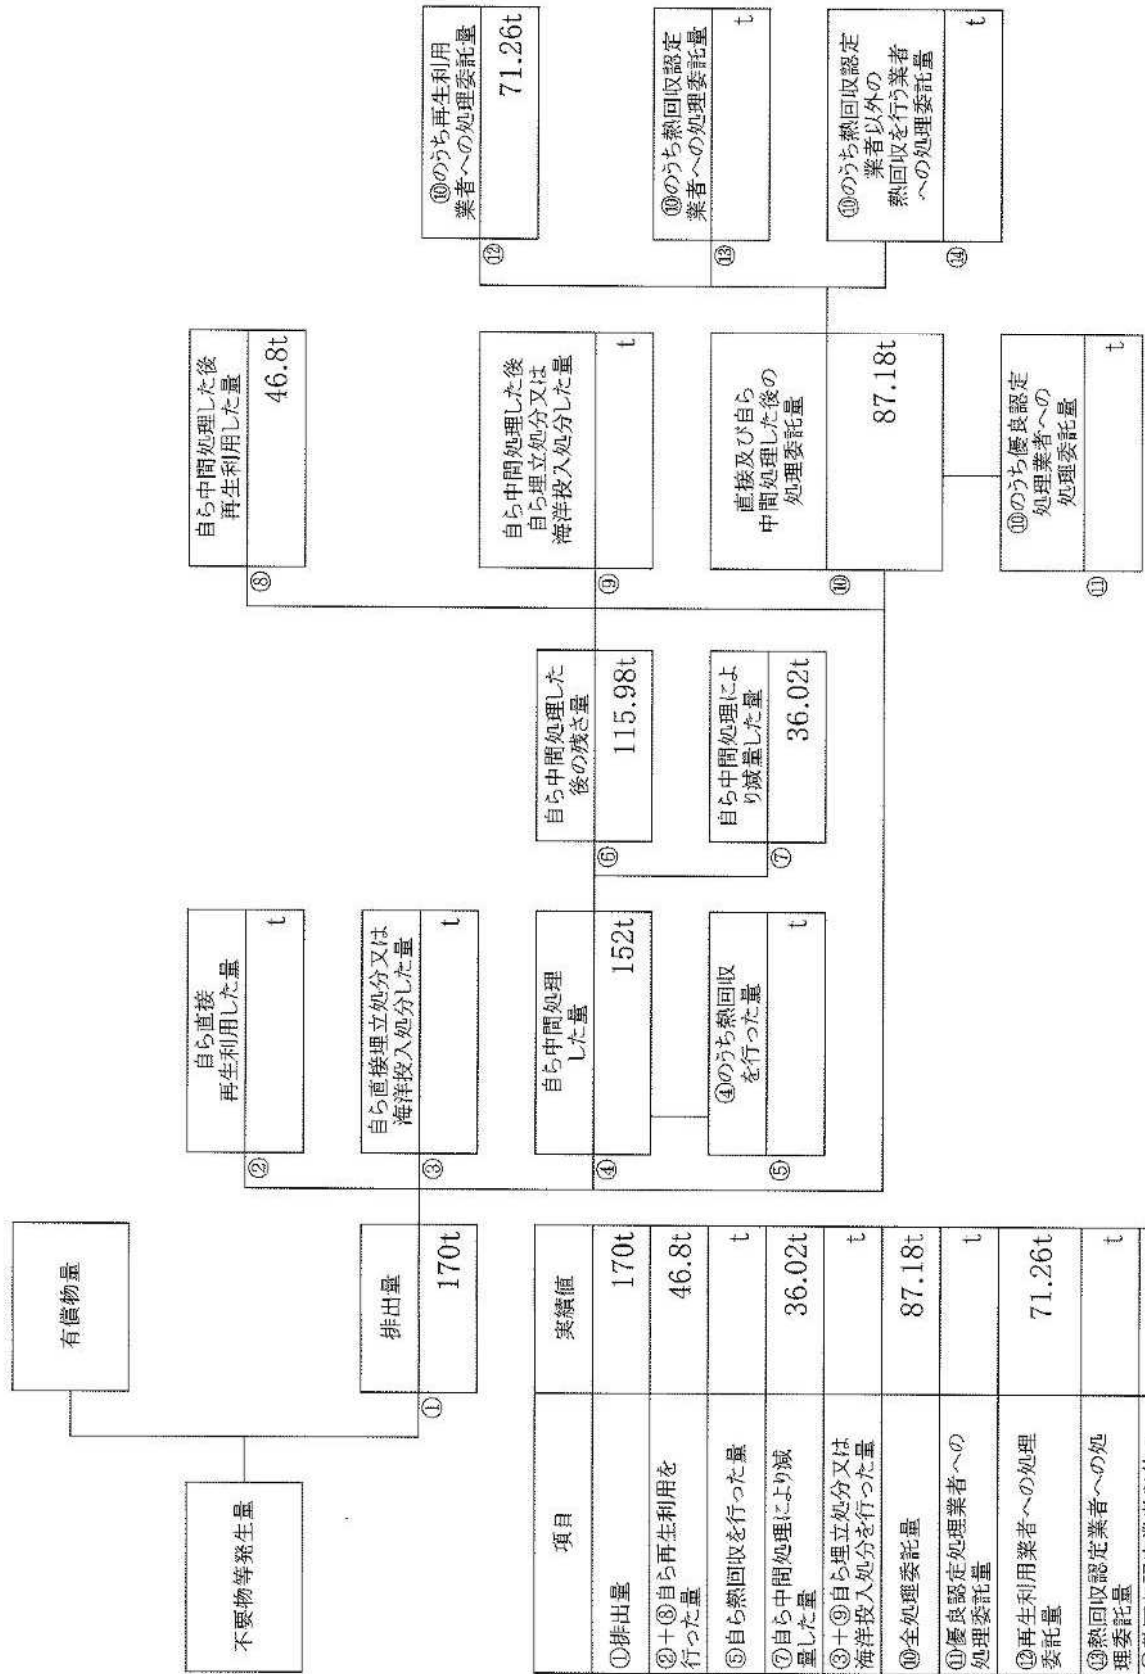 不要物等発生量
有償物量
①
排出量
170t
②
自ら直接
再生利用した量
t
③
自ら直接埋立処分又は
海洋投入処分した量
t
④
自ら中間処理
した量
152t
⑤
④のうち熱回収
を行った量
t
⑥
自ら中間処理した
後の残さ量
115.98t
⑦
自ら中間処理によ
り減量した量
36.02t
⑧
自ら中間処理した後
再生利用した量
46.8t
⑨
自ら中間処理した後
自ら埋立処分又は
海洋投入処分した量
t
⑩
直接及び自ら
中間処理した後の
処理委託量
87.18t
⑪
⑩のうち優良認定
処理業者への
処理委託量
t
⑫
⑩のうち再生利用
業者への処理委託量
71.26t
⑬
⑩のうち熱回収認定
業者への処理委託量
t
⑭
⑩のうち熱回収認定
業者以外の
熱回収を行う業者
への処理委託量
t
項目 実績値
①排出量 170t
②+⑧自ら再生利用を
行った量 46.8t
⑤自ら熱回収を行った量 t
⑦自ら中間処理により減
量した量 36.02t
③+⑨自ら埋立処分又は
海洋投入処分を行った量 t
⑩全処理委託量 87.18t
⑪優良認定処理業者への
処理委託量 t
⑫再生利用業者への処理
委託量 71.26t
⑬熱回収認定業者への処
理委託量 t